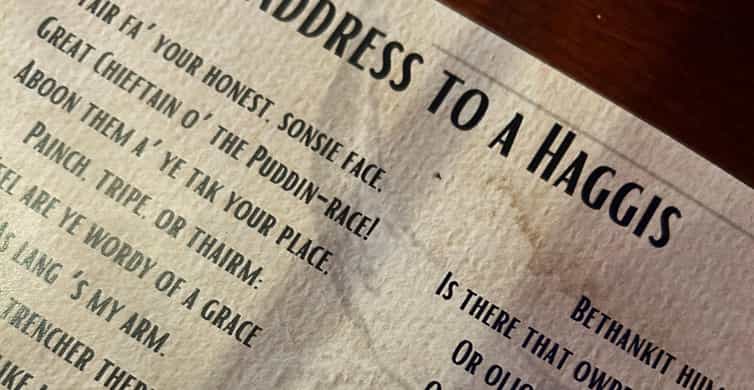 ADDRESS TO A HAGGIS
FAIR FA' YOUR HONEST, SONSIE FACE,
GREAT CHIEFTAIN O' THE PUDDIN-RACE!
ABOON THEM A' YE TAK YOUR PLACE,
PAINCH, TRIPE, OR THAIRM:
ARE YE WORDY OF A GRACE
AS LANG 'S MY ARM.
TRENCHER
BETHANKIT
IS THERE THAT
OR